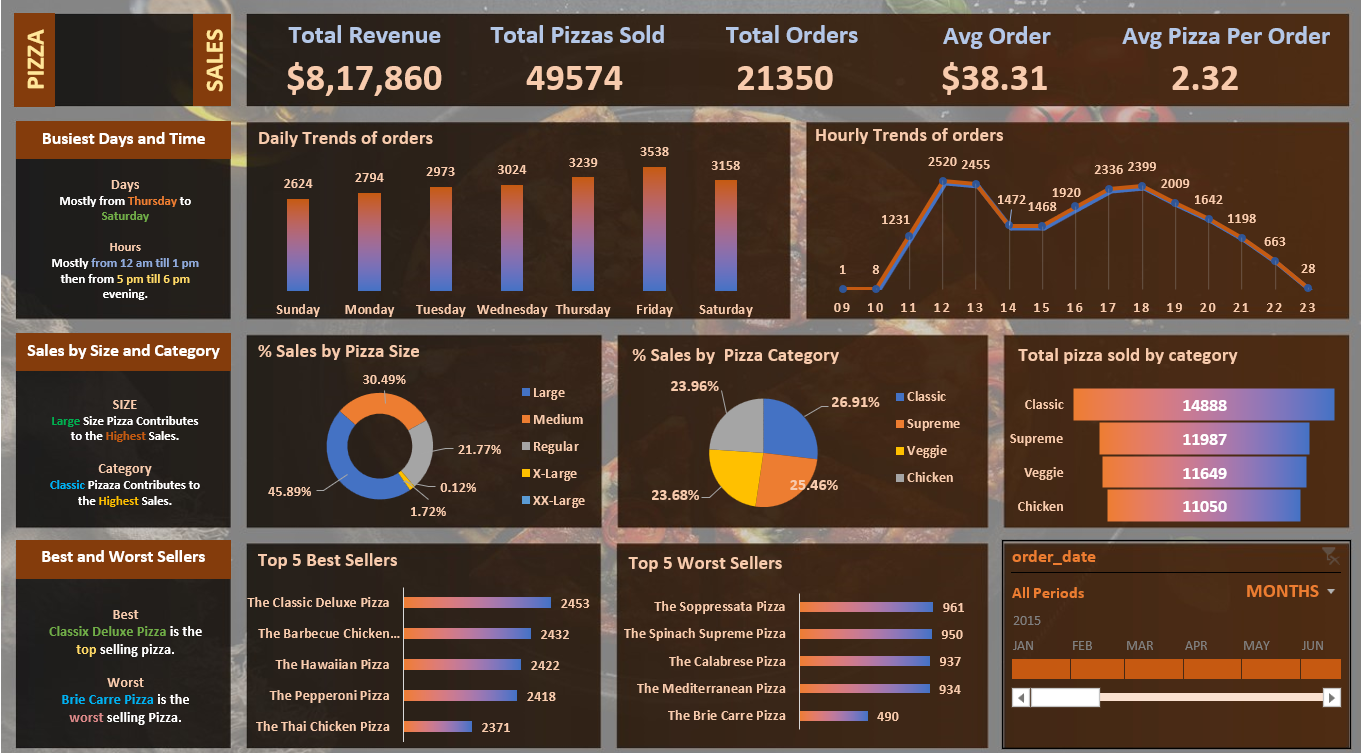 PIZZA
SALES
Total Revenue
$8,17,860
Total Pizzas Sold
49574
Total Orders
21350
Avg Order
$38.31
Avg Pizza Per Order
2.32
Busiest Days and Time
Days
Mostly from Thursday to
Saturday
Hours
Mostly from 12 am till 1 pm
then from 5 pm till 6 pm
evening.
Daily Trends of orders
2624
2794
2973
3024
3239
3538
3158
Sunday
Monday
Tuesday
Wednesday
Thursday
Friday
Saturday
Hourly Trends of orders
1
8
1231
2520
2455
1472
1468
1920
2336
2399
2009
1642
1198
663
28
09
10
11
12
13
14
15
16
17
18
19
20
21
22
23
Sales by Size and Category
SIZE
Large Size Pizza Contributes
to the Highest Sales.
Category
Classic Pizaza Contributes to
the Highest Sales.
% Sales by Pizza Size
30.49%
21.77%
0.12%
1.72%
45.89%
Large
Medium
Regular
X-Large
XX-Large
% Sales by Pizza Category
23.96%
26.91%
25.46%
23.68%
Classic
Supreme
Veggie
Chicken
Total pizza sold by category
Classic 14888
Supreme 11987
Veggie 11649
Chicken 11050
Best and Worst Sellers
Best
Classix Deluxe Pizza is the
top selling pizza.
Worst
Brie Carre Pizza is the
worst selling Pizza.
Top 5 Best Sellers
The Classic Deluxe Pizza 2453
The Barbecue Chicken... 2432
The Hawaiian Pizza 2422
The Pepperoni Pizza 2418
The Thai Chicken Pizza 2371
Top 5 Worst Sellers
The Soppressata Pizza 961
The Spinach Supreme Pizza 950
The Calabrese Pizza 937
The Mediterranean Pizza 934
The Brie Carre Pizza 490
order_date
All Periods
MONTHS
2015
JAN
FEB
MAR
APR
MAY
JUN